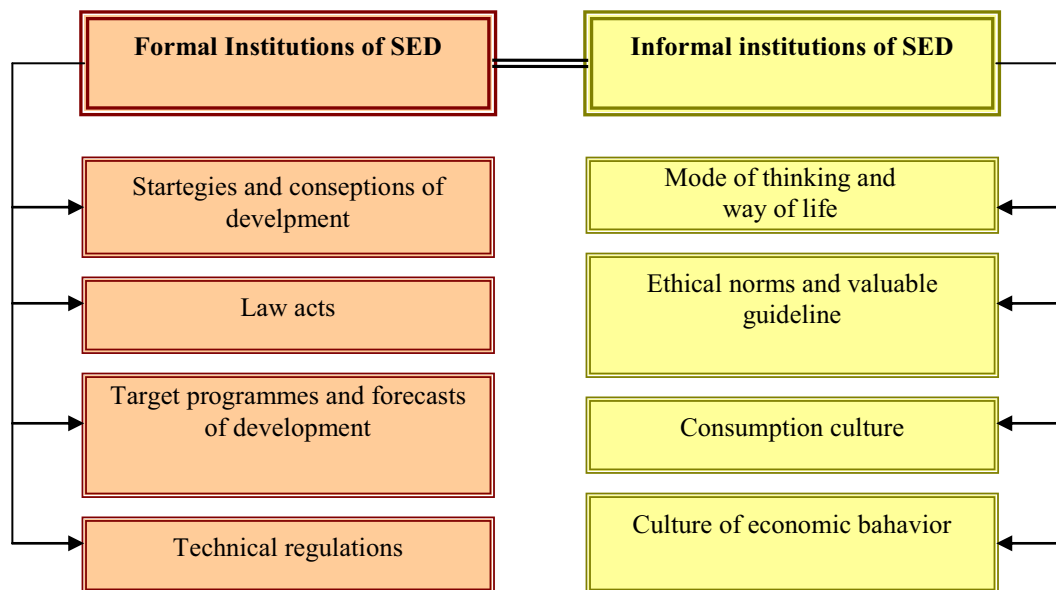 Formal Institutions of SED
Informal institutions of SED
Startegies and conseptions of
develpment
Law acts
Target programmes and forecasts
of development
Technical regulations
Mode of thinking and
way of life
Ethical norms and valuable
guideline
Consumption culture
Culture of economic bahavior